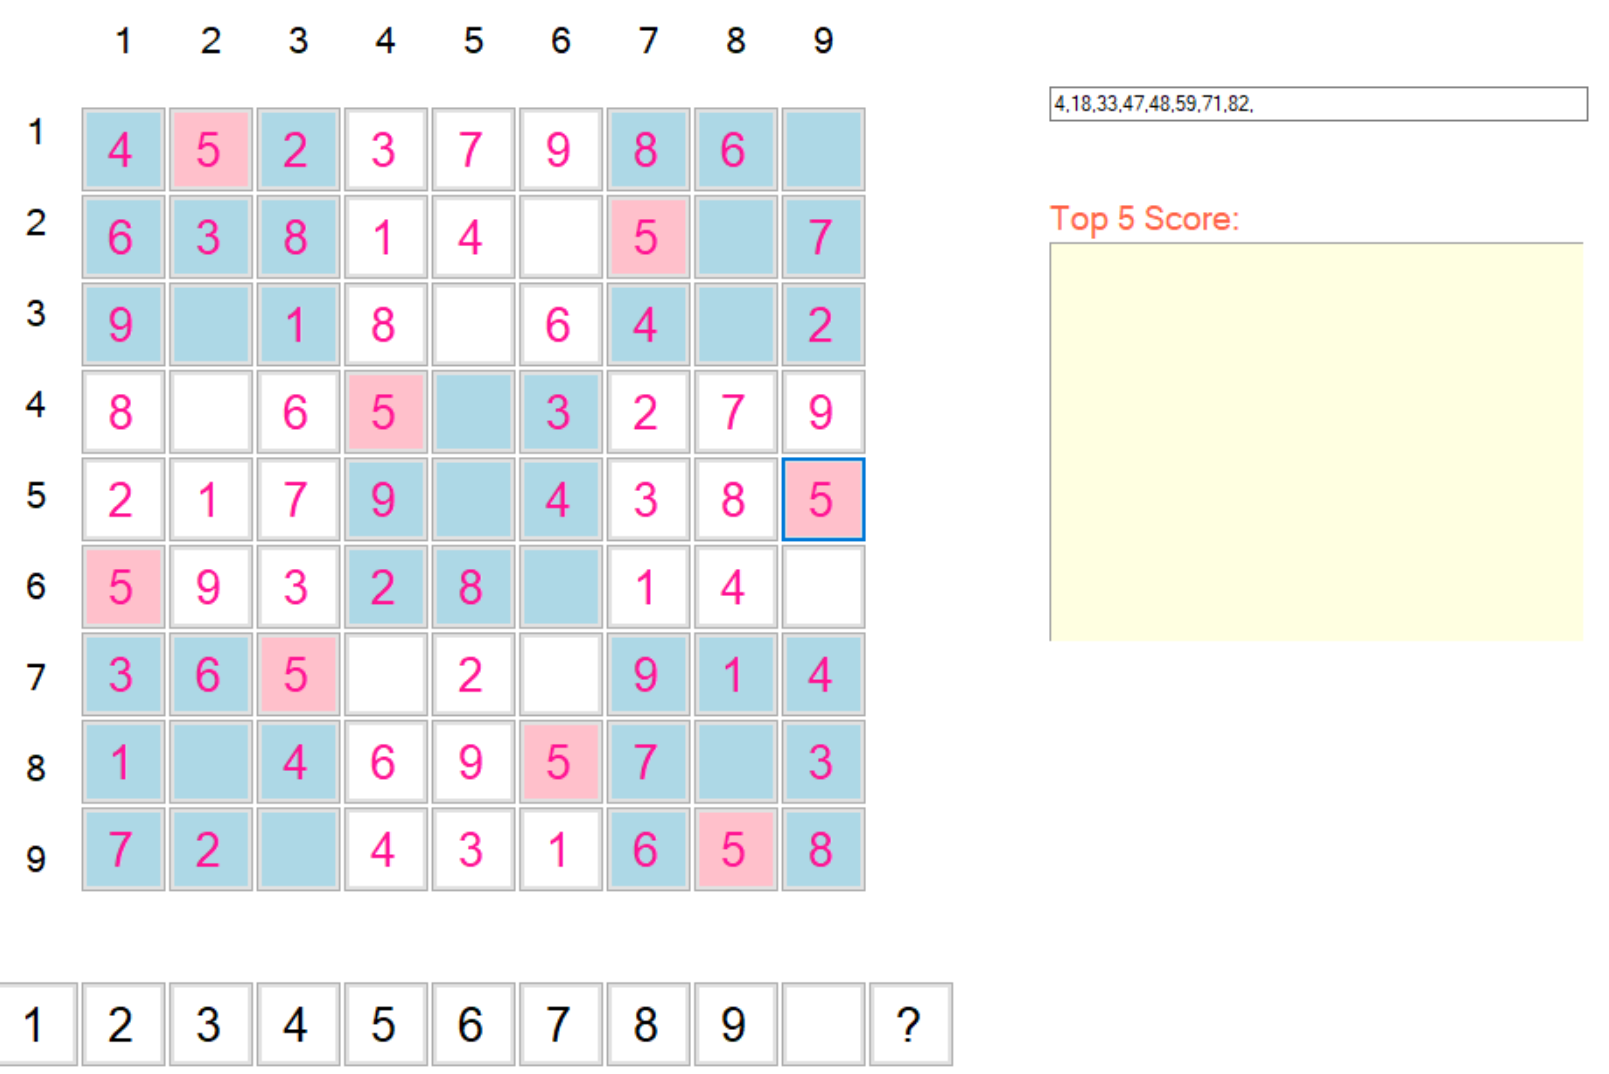 1 2 3 4 5 6 7 8 9
4,18,33,47,48,59,71,82,
1 4 5 2 3 7 9 8 6
Top 5 Score:
2 6 3 8 1 4 5 7
3 9 1 8 6 4 2
4 8 6 5 3 2 7 9
5 2 1 7 9 4 3 8 5
6 5 9 3 2 8 1 4
7 3 6 5 2 9 1 4
8 1 4 6 9 5 7 3
9 7 2 4 3 1 6 5 8
1 2 3 4 5 6 7 8 9 ?